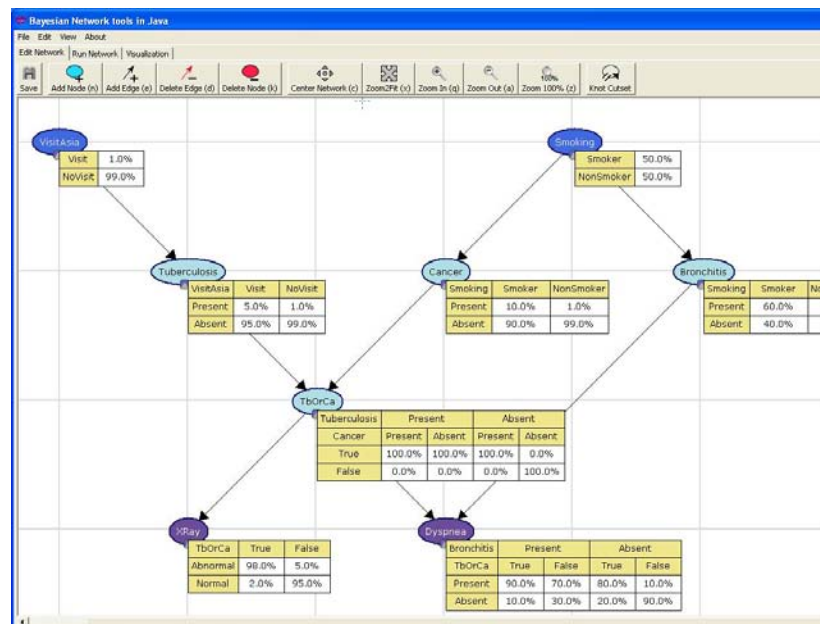 Bayesian Network tools in Java
File Edit View About
Edit Network Run Network Visualization
Save Add Node (n) Add Edge (e) Delete Edge (d) Delete Node (k) Center Network (c) Zoom2Fit (x) Zoom In (q) Zoom Out (a) 100% Zoom 100% (z) Knot Cutset
VisitAsia
Visit 1.0%
NoVisit 99.0%
Smoking
Smoker 50.0%
NonSmoker 50.0%
Tuberculosis
VisitAsia Visit NoVisit
Present 5.0% 1.0%
Absent 95.0% 99.0%
Cancer
Smoking Smoker NonSmoker
Present 10.0% 1.0%
Absent 90.0% 99.0%
Bronchitis
Smoking Smoker
Present 60.0%
Absent 40.0%
TbOrCa
Tuberculosis Present Absent
Cancer Present Absent Present Absent
True 100.0% 100.0% 100.0% 0.0%
False 0.0% 0.0% 0.0% 100.0%
XRay
TbOrCa True False
Abnormal 98.0% 5.0%
Normal 2.0% 95.0%
Dyspnea
Bronchitis Present Absent
TbOrCa True False True False
Present 90.0% 70.0% 80.0% 10.0%
Absent 10.0% 30.0% 20.0% 90.0%